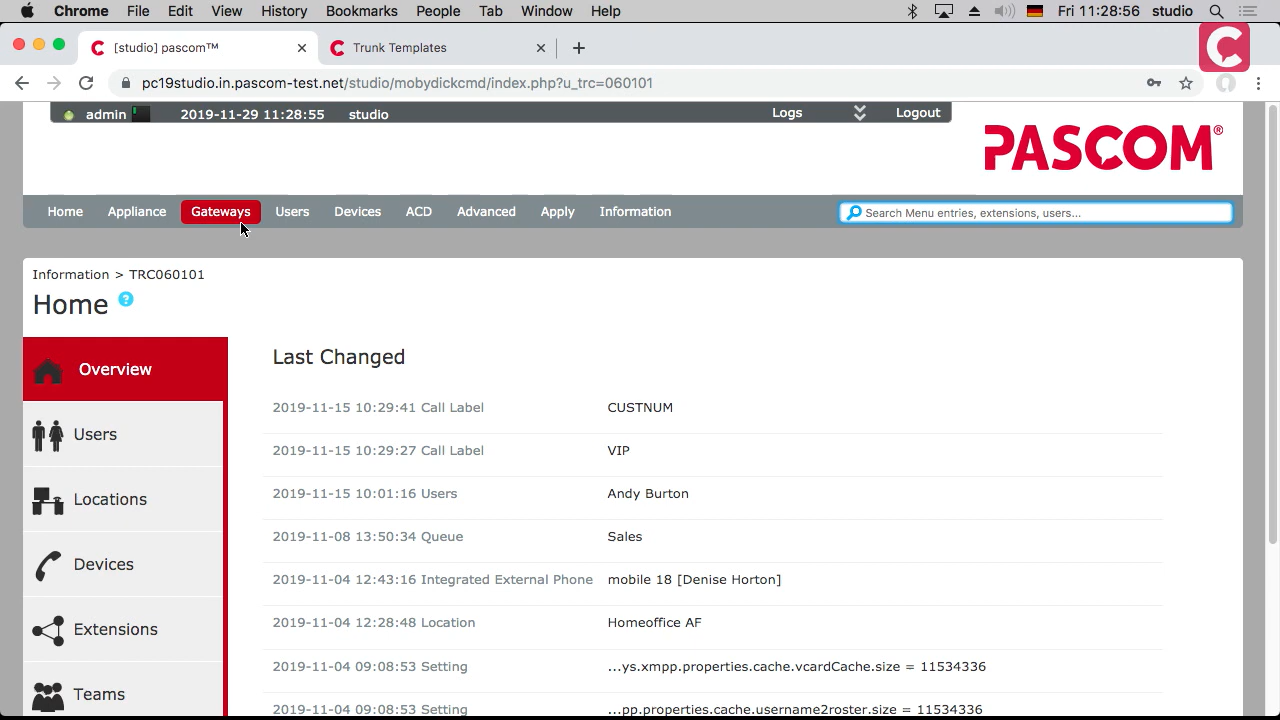 Chrome File Edit View History Bookmarks People Tab Window Help Fri 11:28:56 studio
[studio] pascom™ Trunk Templates
pc19studio.in.pascom-test.net/studio/mobydickcmd/index.php?u_trc=060101
admin 2019-11-29 11:28:55 studio Logs Logout
PASCOM®
Home Appliance Gateways Users Devices ACD Advanced Apply Information Search Menu entries, extensions, users...
Information > TRC060101
Home ?
Overview
Users
Locations
Devices
Extensions
Teams
Last Changed
2019-11-15 10:29:41 Call Label CUSTNUM
2019-11-15 10:29:27 Call Label VIP
2019-11-15 10:01:16 Users Andy Burton
2019-11-08 13:50:34 Queue Sales
2019-11-04 12:43:16 Integrated External Phone mobile 18 [Denise Horton]
2019-11-04 12:28:48 Location Homeoffice AF
2019-11-04 09:08:53 Setting ...ys.xmpp.properties.cache.vcardCache.size = 11534336
2019-11-04 09:08:53 Setting ...pp.properties.cache.username2roster.size = 11534336